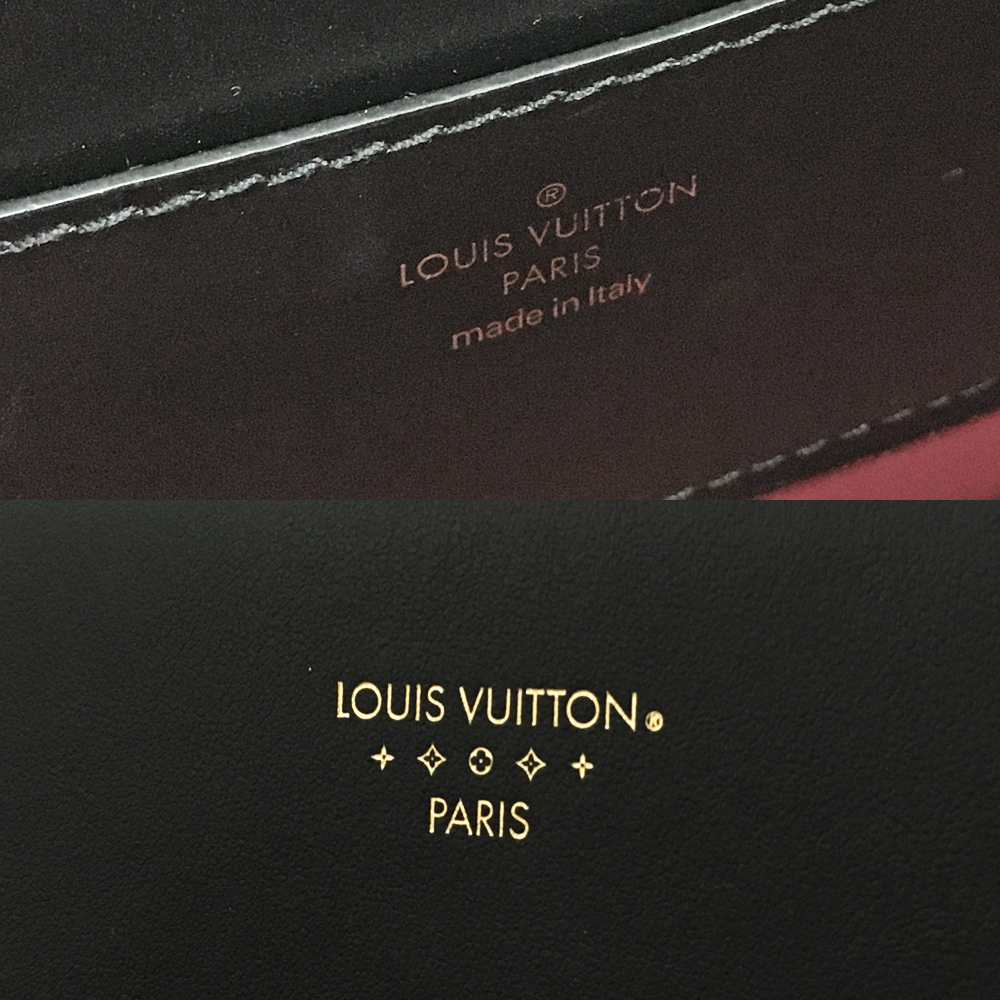 ®
LOUIS VUITTON
PARIS
made in Italy
LOUIS VUITTON®
PARIS